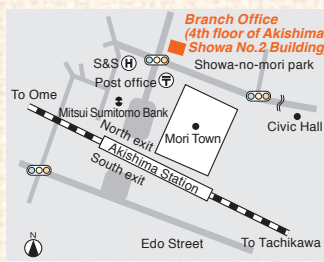 Branch Office
(4th floor of Akishima
Showa No.2 Building)
S&S H
Showa-no-mori park
Post office 〒
To Ome
Mitsui Sumitomo Bank
Mori Town
Civic Hall
North exit
Akishima Station
South exit
N
Edo Street
To Tachikawa